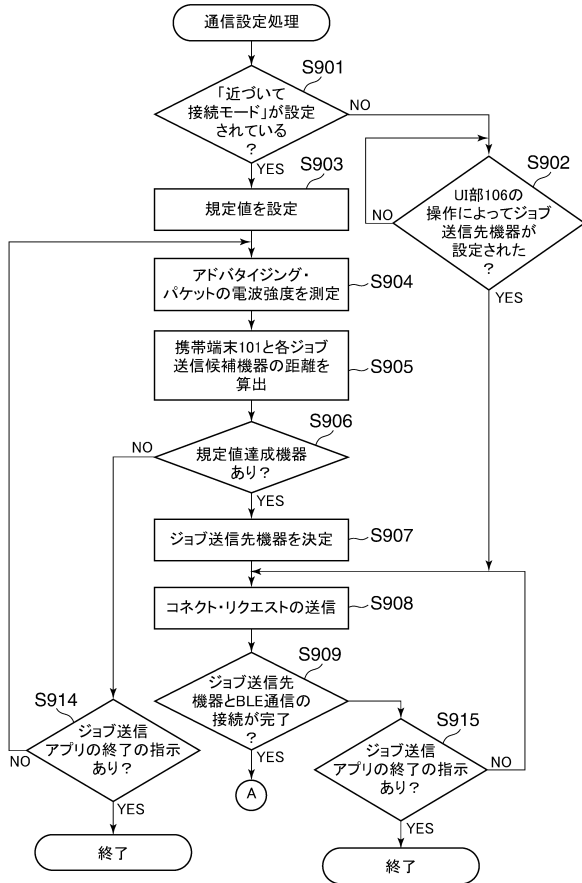 通信設定処理
S901
「近づいて
接続モード」が設定
されている
?
NO
YES
S902
UI部106の
操作によってジョブ
送信先機器が
設定された
?
NO
YES
S903
規定値を設定
アドバタイジング・
パケットの電波強度を測定
S904
携帯端末101と各ジョブ
送信候補機器の距離を
算出
S905
S906
規定値達成機器
あり?
NO
YES
ジョブ送信先機器を決定
S907
コネクト・リクエストの送信
S908
S909
ジョブ送信先
機器とBLE通信の
接続が完了
?
YES
A
S914
ジョブ送信
アプリの終了の指示
あり?
NO
YES
終了
S915
ジョブ送信
アプリの終了の指示
あり?
NO
YES
終了